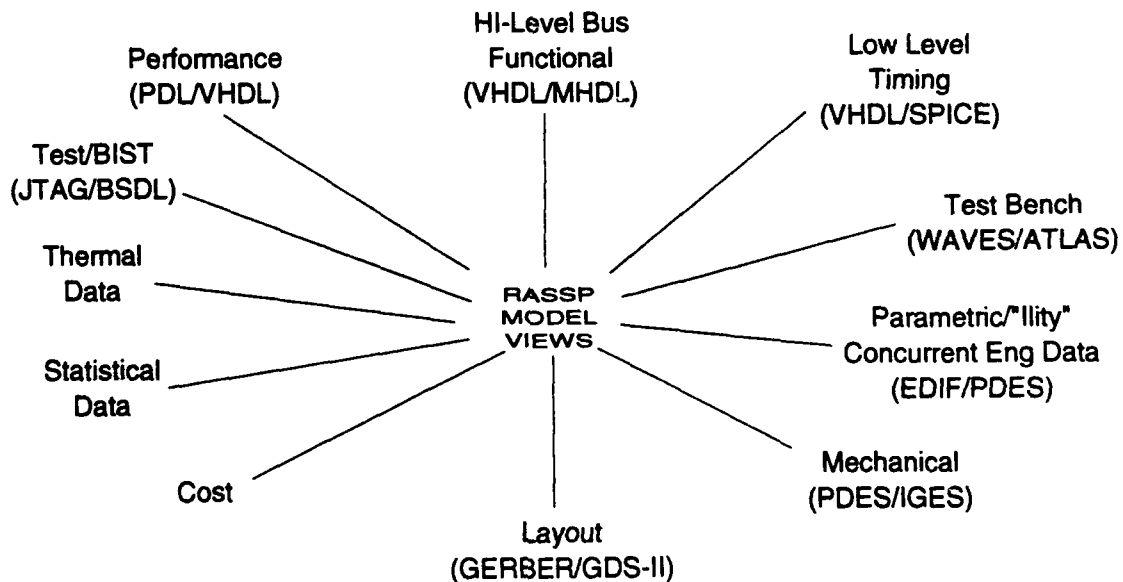 HI-Level Bus
Functional
(VHDL/MHDL)
Low Level
Timing
(VHDL/SPICE)
Performance
(PDL/VHDL)
Test/BIST
(JTAG/BSDL)
Test Bench
(WAVES/ATLAS)
Thermal
Data
RASSP
MODEL
VIEWS
Parametric/"Ility"
Concurrent Eng Data
(EDIF/PDES)
Statistical
Data
Mechanical
(PDES/IGES)
Cost
Layout
(GERBER/GDS-II)